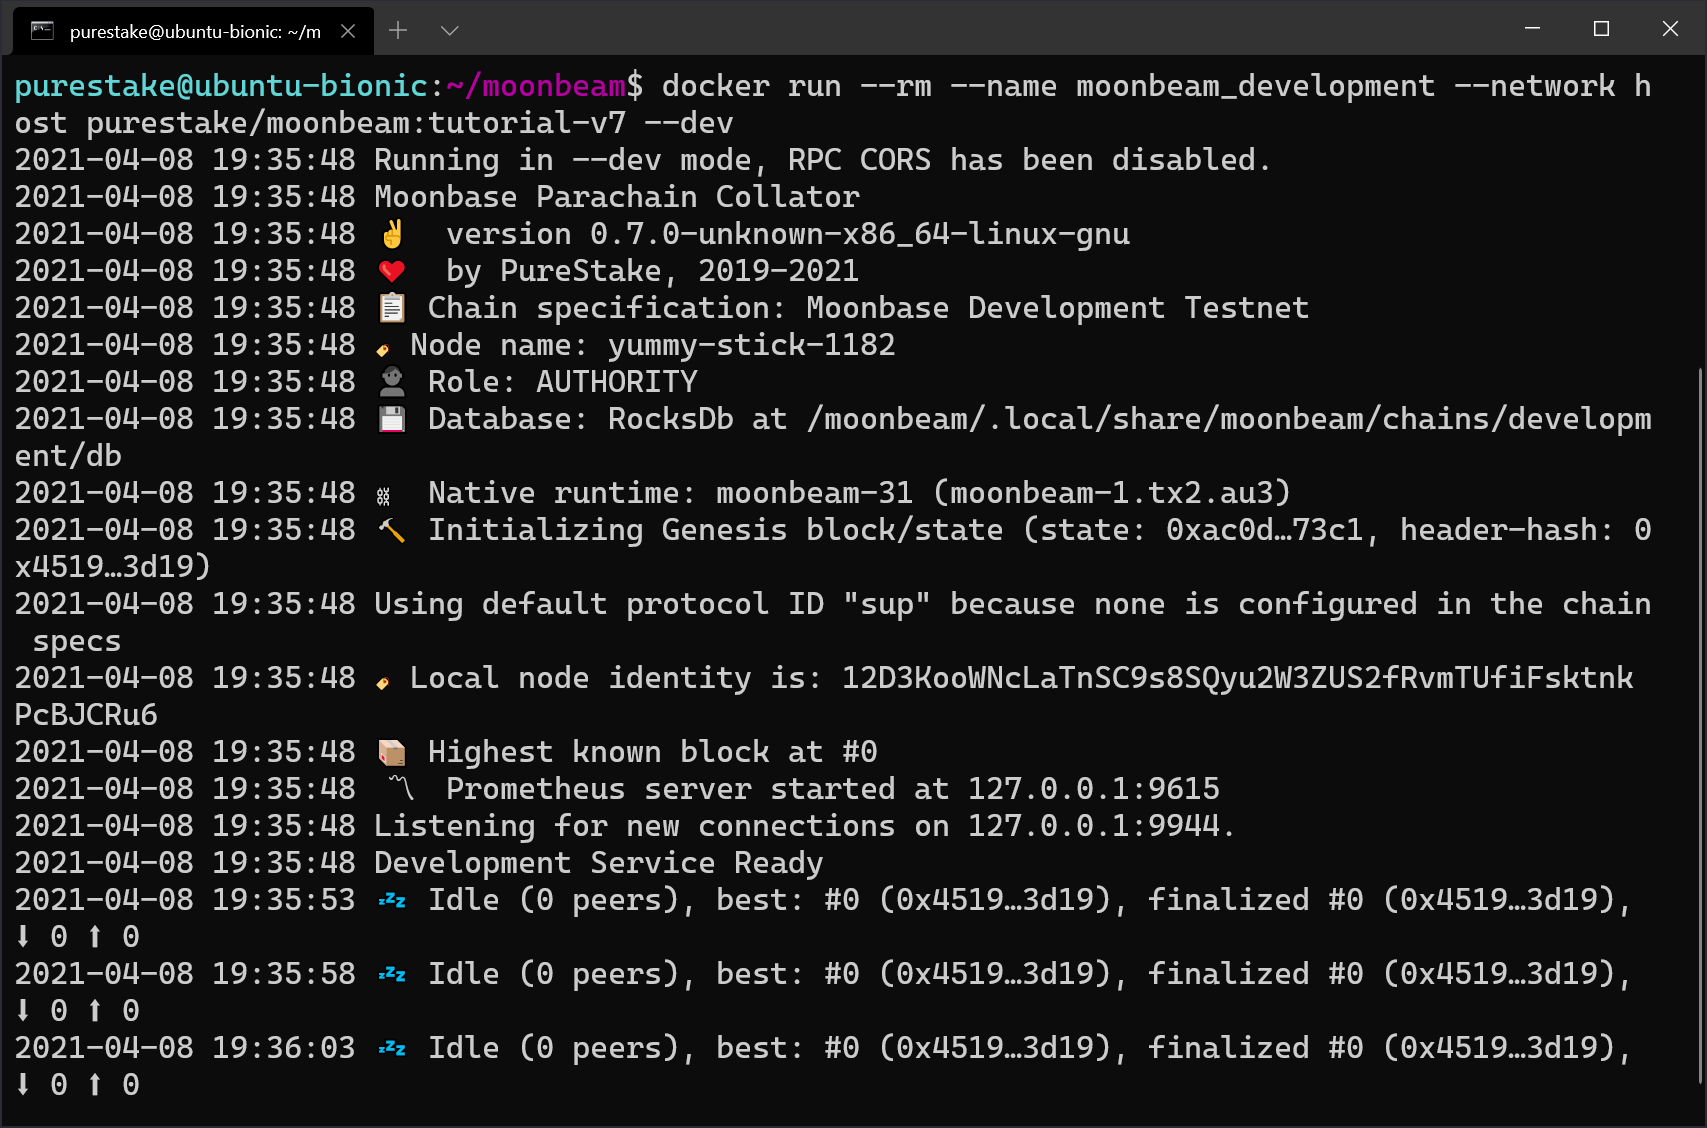 purestake@ubuntu-bionic: ~/m
purestake@ubuntu-bionic:~/moonbeam$ docker run --rm --name moonbeam_development --network h
ost purestake/moonbeam:tutorial-v7 --dev
2021-04-08 19:35:48 Running in --dev mode, RPC CORS has been disabled.
2021-04-08 19:35:48 Moonbase Parachain Collator
2021-04-08 19:35:48 ✌️  version 0.7.0-unknown-x86_64-linux-gnu
2021-04-08 19:35:48 ❤️  by PureStake, 2019-2021
2021-04-08 19:35:48 📋 Chain specification: Moonbase Development Testnet
2021-04-08 19:35:48 🏷 Node name: yummy-stick-1182
2021-04-08 19:35:48 👤 Role: AUTHORITY
2021-04-08 19:35:48 💾 Database: RocksDb at /moonbeam/.local/share/moonbeam/chains/developm
ent/db
2021-04-08 19:35:48 ⛓  Native runtime: moonbeam-31 (moonbeam-1.tx2.au3)
2021-04-08 19:35:48 🔨 Initializing Genesis block/state (state: 0xac0d…73c1, header-hash: 0
x4519…3d19)
2021-04-08 19:35:48 Using default protocol ID "sup" because none is configured in the chain
 specs
2021-04-08 19:35:48 🏷 Local node identity is: 12D3KooWNcLaTnSC9s8SQyu2W3ZUS2fRvmTUfiFsktnk
PcBJCRu6
2021-04-08 19:35:48 📦 Highest known block at #0
2021-04-08 19:35:48 〽️  Prometheus server started at 127.0.0.1:9615
2021-04-08 19:35:48 Listening for new connections on 127.0.0.1:9944.
2021-04-08 19:35:48 Development Service Ready
2021-04-08 19:35:53 💤 Idle (0 peers), best: #0 (0x4519…3d19), finalized #0 (0x4519…3d19),
⬇ 0 ⬆ 0
2021-04-08 19:35:58 💤 Idle (0 peers), best: #0 (0x4519…3d19), finalized #0 (0x4519…3d19),
⬇ 0 ⬆ 0
2021-04-08 19:36:03 💤 Idle (0 peers), best: #0 (0x4519…3d19), finalized #0 (0x4519…3d19),
⬇ 0 ⬆ 0